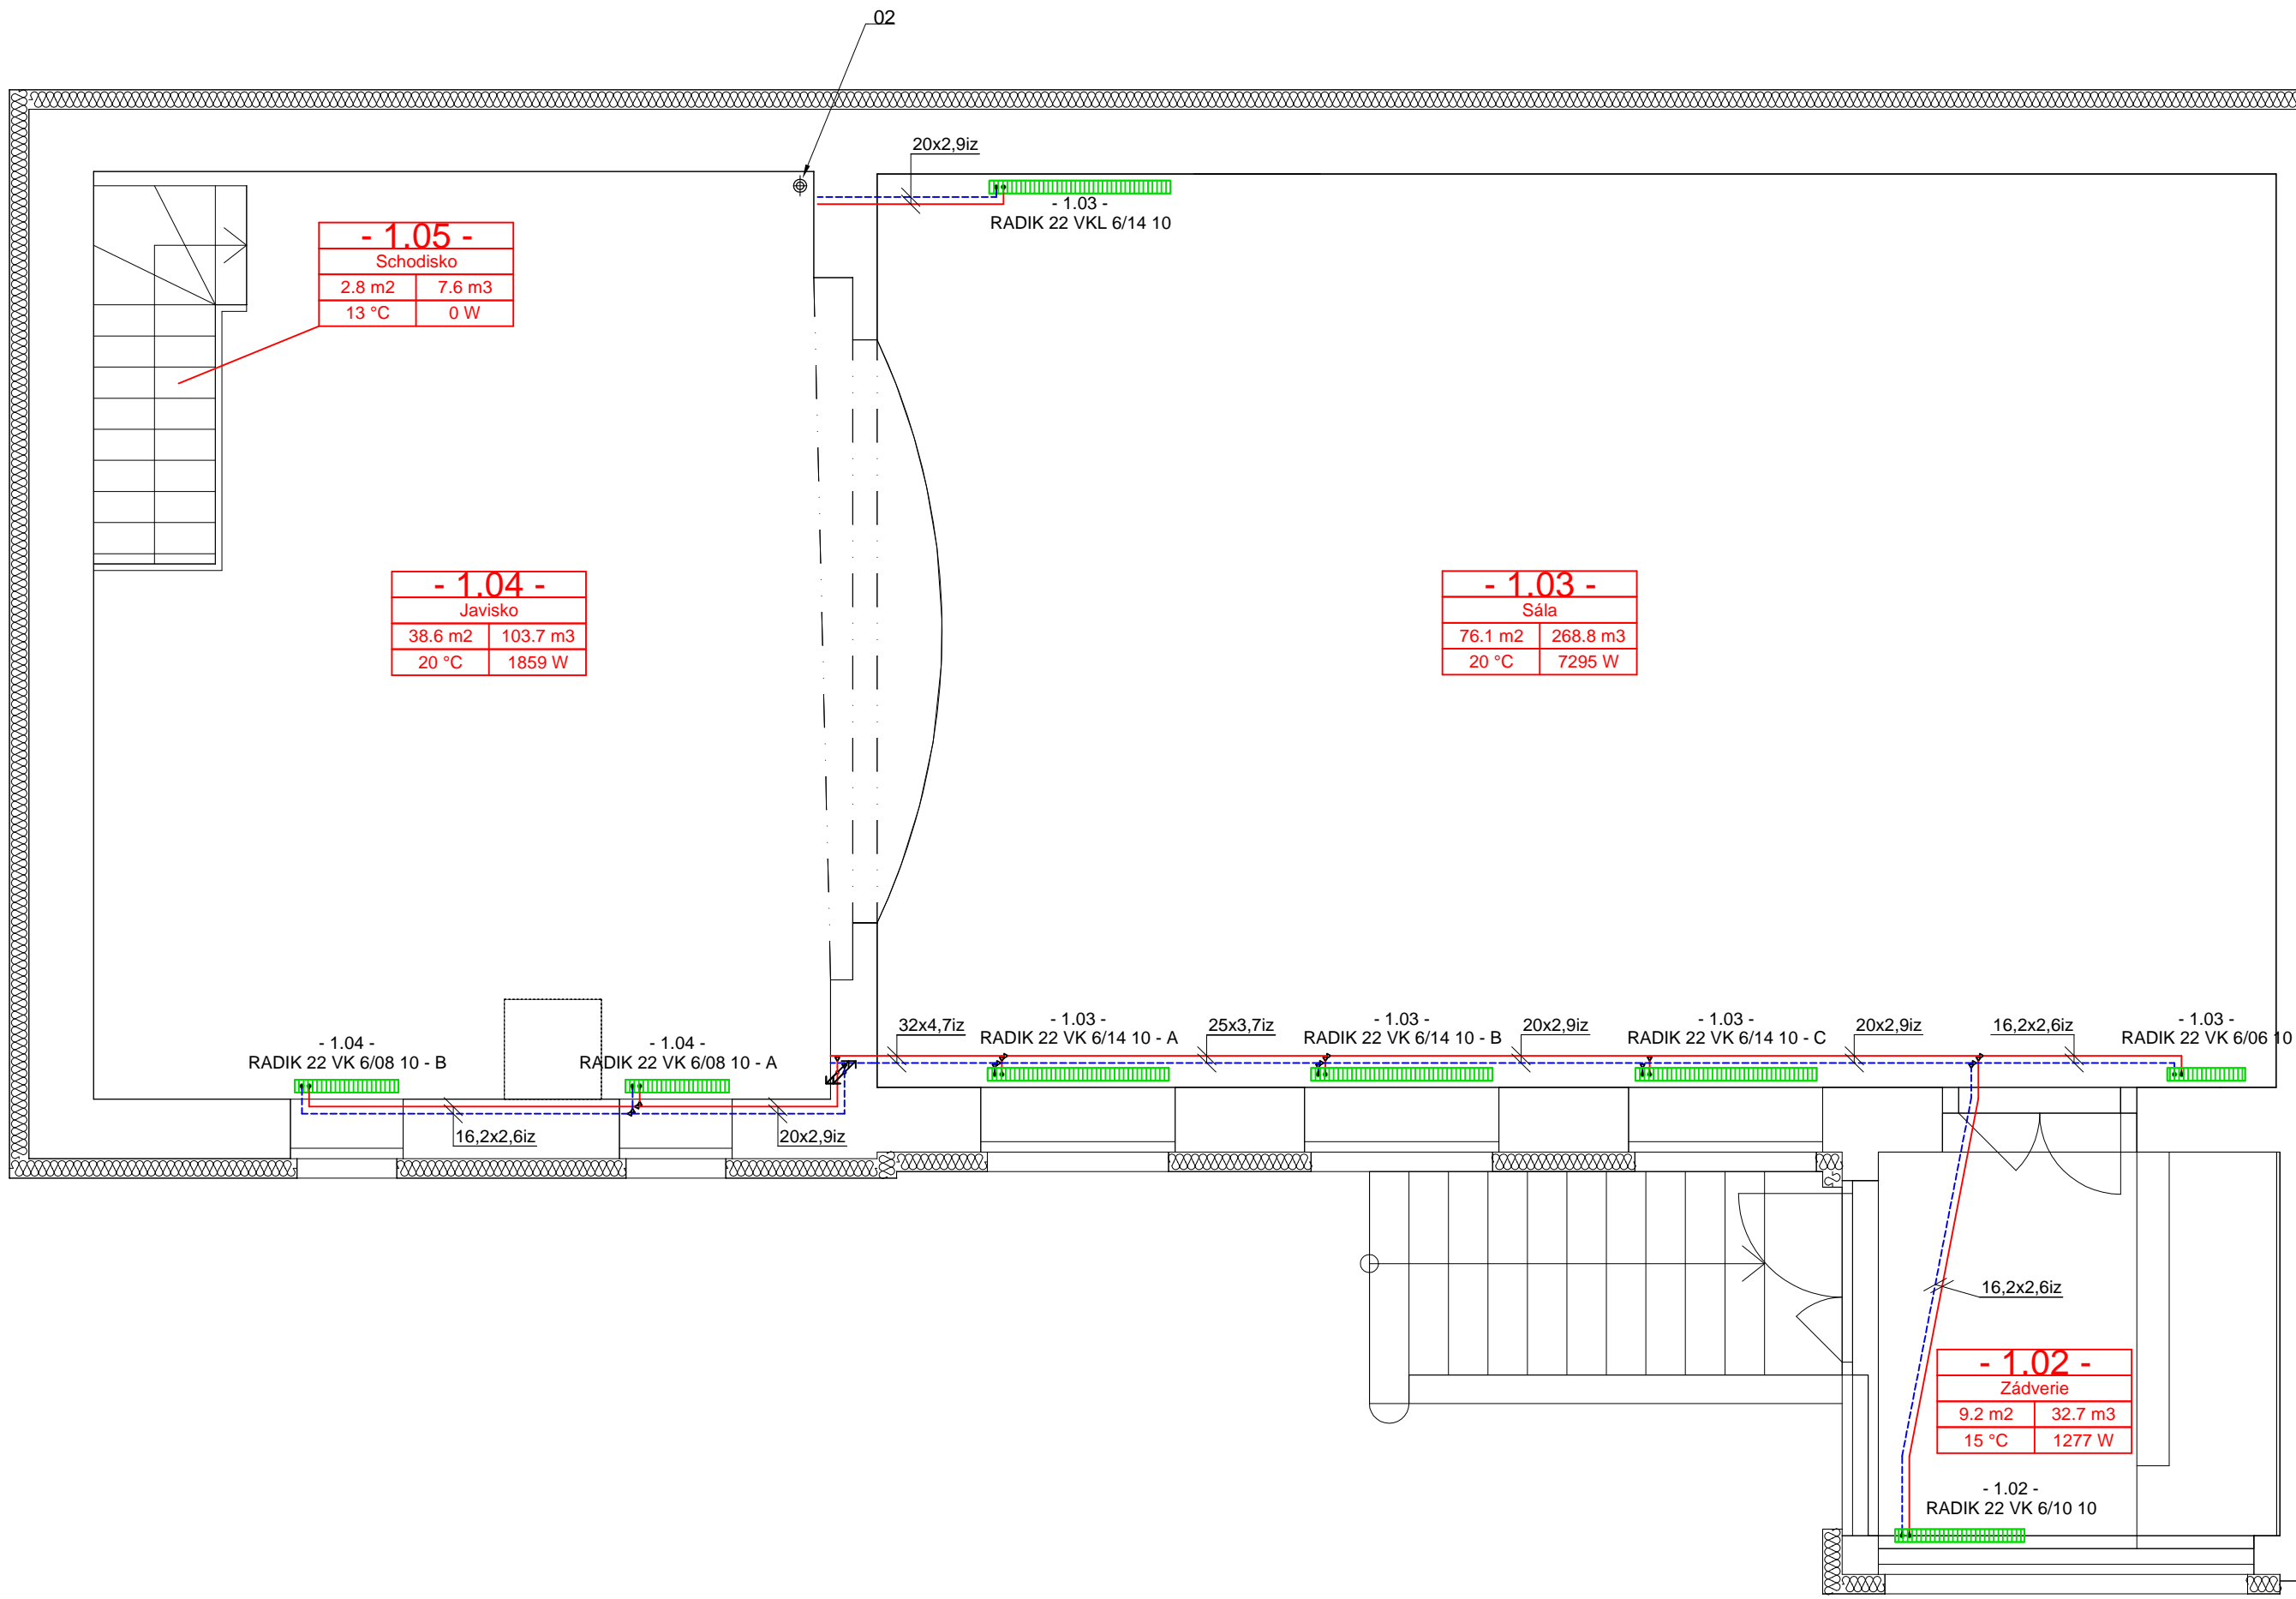 02
20x2,9iz
- 1.03 -
RADIK 22 VKL 6/14 10
- 1.05 -
Schodisko
2.8 m2 7.6 m3
13 °C 0 W
- 1.04 -
Javisko
38.6 m2 103.7 m3
20 °C 1859 W
- 1.03 -
Sála
76.1 m2 268.8 m3
20 °C 7295 W
- 1.04 -
RADIK 22 VK 6/08 10 - B
- 1.04 -
RADIK 22 VK 6/08 10 - A
32x4,7iz
- 1.03 -
RADIK 22 VK 6/14 10 - A
25x3,7iz
- 1.03 -
RADIK 22 VK 6/14 10 - B
20x2,9iz
- 1.03 -
RADIK 22 VK 6/14 10 - C
20x2,9iz
16,2x2,6iz
- 1.03 -
RADIK 22 VK 6/06 10
16,2x2,6iz
20x2,9iz
16,2x2,6iz
- 1.02 -
Zádverie
9.2 m2 32.7 m3
15 °C 1277 W
- 1.02 -
RADIK 22 VK 6/10 10